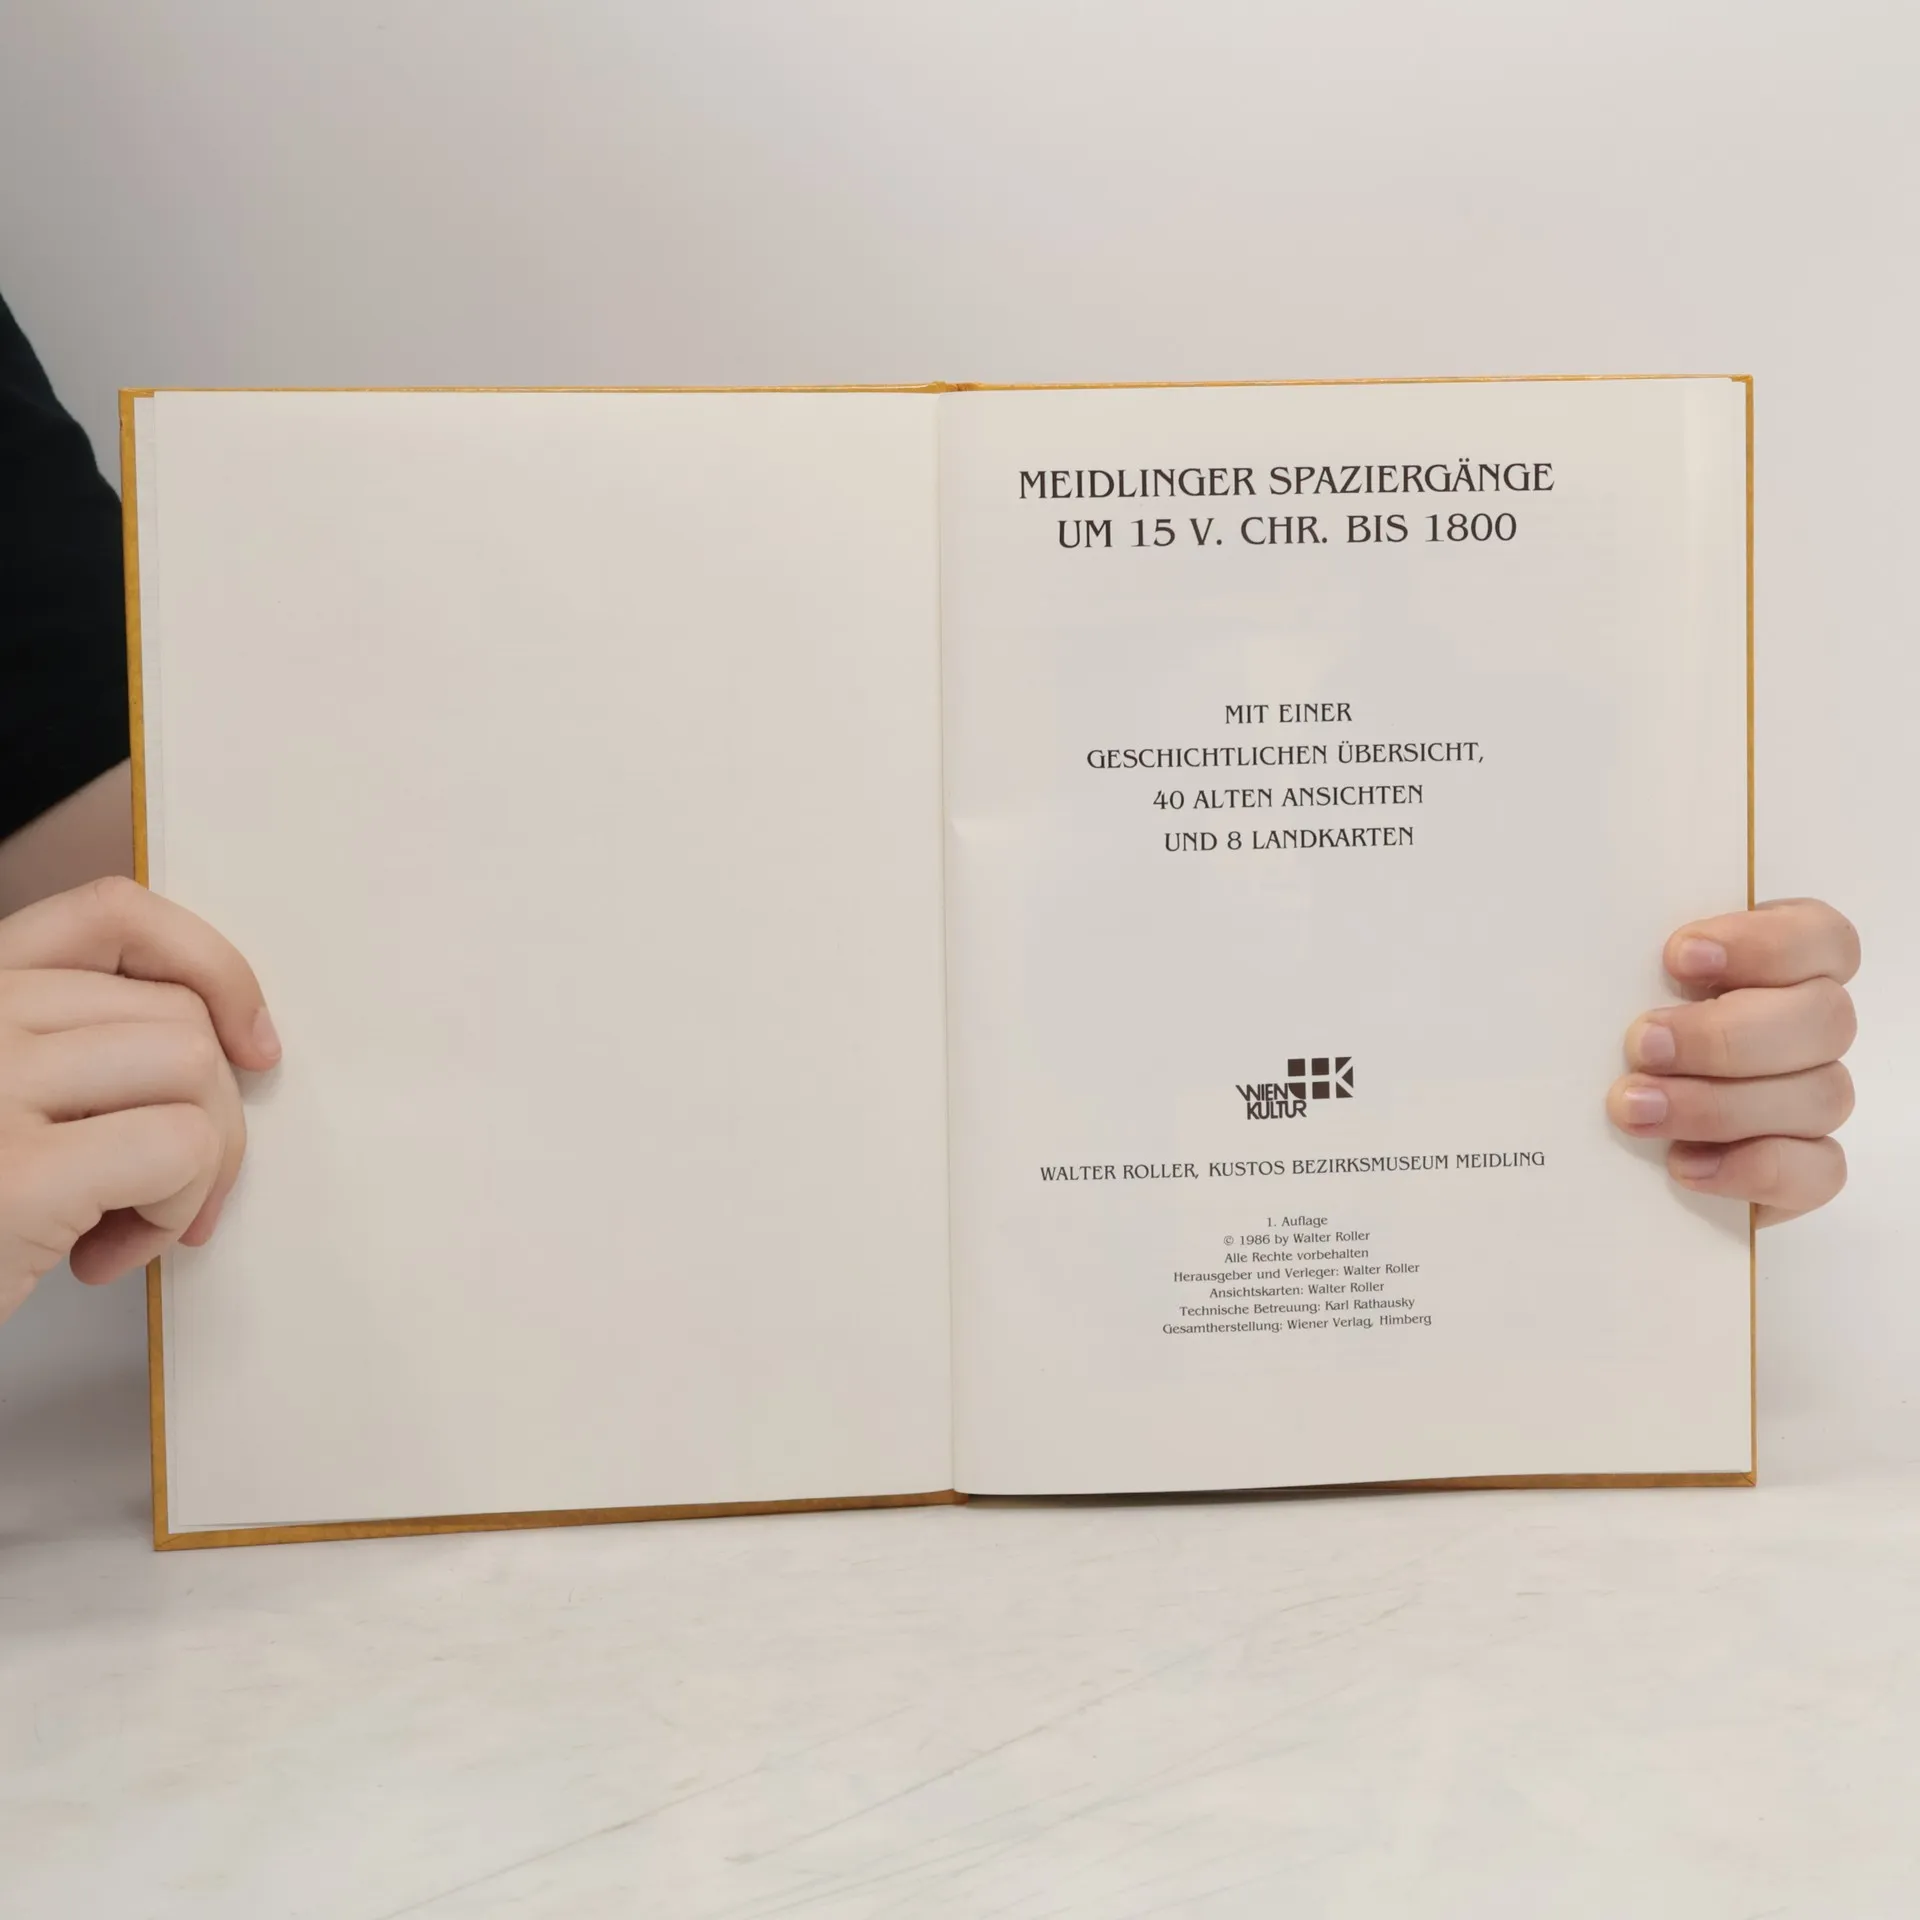 MEIDLINGER SPAZIERGÄNGE
UM 15 V. CHR. BIS 1800
MIT EINER
GESCHICHTLICHEN ÜBERSICHT,
40 ALTEN ANSICHTEN
UND 8 LANDKARTEN
WIEN
KULTUR
WALTER ROLLER, KUSTOS BEZIRKSMUSEUM MEIDLING
1. Auflage
© 1986 by Walter Roller
Alle Rechte vorbehalten
Herausgeber und Verleger: Walter Roller
Ansichtskarten: Walter Roller
Technische Betreuung: Karl Rathausky
Gesamtherstellung: Wiener Verlag, Himberg